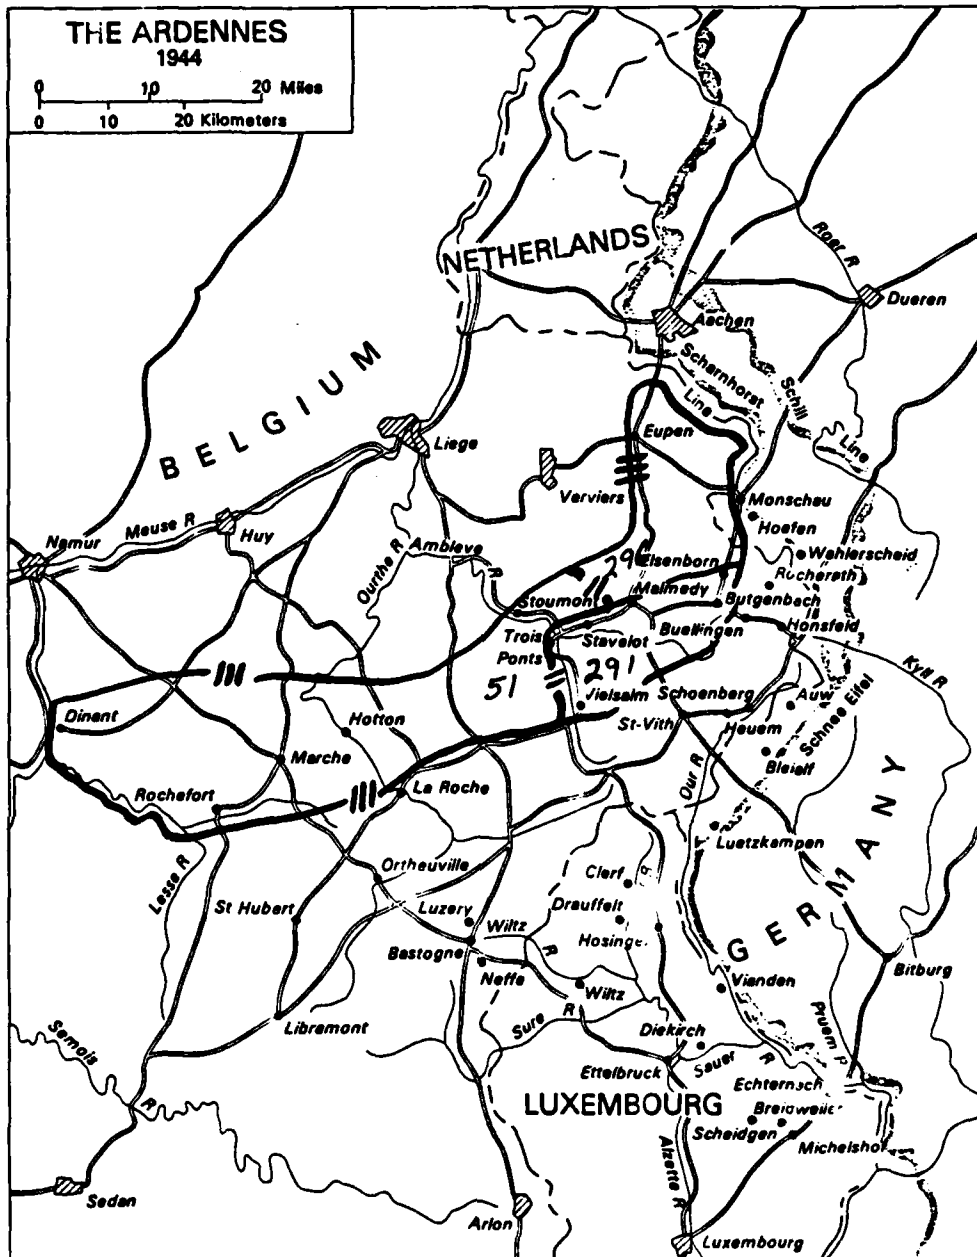 THE ARDENNES
1944
0 10 20 Miles
0 10 20 Kilometers
NETHERLANDS
Roer R
Dueren
Aachen
BELGIUM
Scharnhorst
Line
Schill
Line
Liege
Eupen
Verviers
Monschau
Meuse R
Huy
Namur
Hoefen
Ambleve
R
Ourthe R
Elsenborn
Wahlerscheid
Rocherath
Stoumont
Malmedy
Butgenbach
Trois
Ponts
Stavelot
Buellingen
Honsfeld
51
291
Kyll R
Vielsalm
Schoenberg
Auw
Schnee Eifel
Dinant
Hotton
St-Vith
Heuem
Marche
Bleialf
Our R
Rochefort
La Roche
GERMANY
Luetzkampen
Lesse R
Ortheuville
Clerf
St Hubert
Luzery
Wiltz
R
Drauffelt
Bastogne
Neffe
Bitburg
Wiltz
Vianden
Libramont
Sure R
Semois
R
Diekirch
Pruem R
Ettelbruck
Sauer
R
LUXEMBOURG
Scheidgen
Alzette R
Sedan
Arlon
Luxembourg